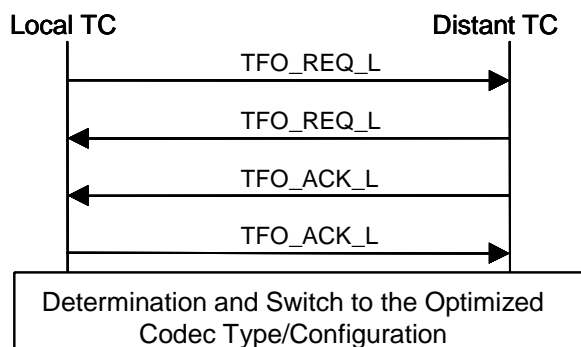 Local TC
Distant TC
TFO_REQ_L
TFO_REQ_L
TFO_ACK_L
TFO_ACK_L
Determination and Switch to the Optimized
Codec Type/Configuration